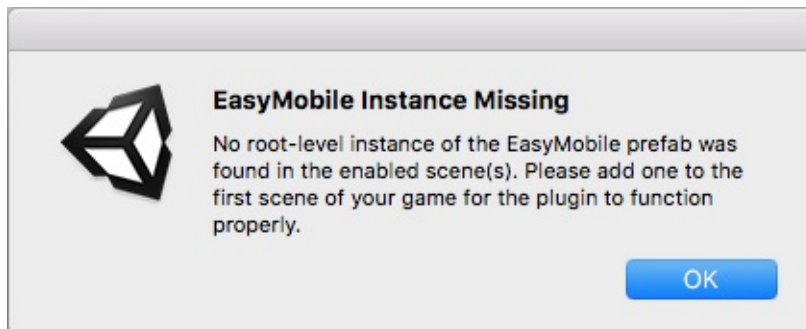 EasyMobile Instance Missing
No root-level instance of the EasyMobile prefab was
found in the enabled scene(s). Please add one to the
first scene of your game for the plugin to function
properly.
OK